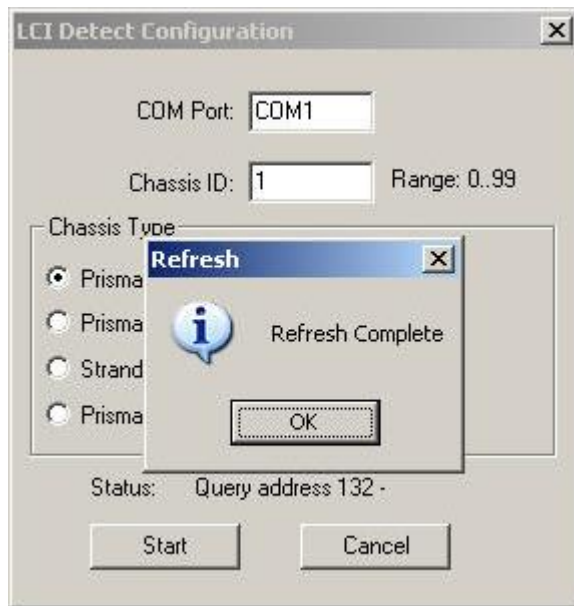 LCI Detect Configuration
COM Port: COM1
Chassis ID: 1 Range: 0..99
Chassis Type
Refresh
Prisma
Prisma
Refresh Complete
Strand
Prisma
OK
Status: Query address 132 -
Start Cancel